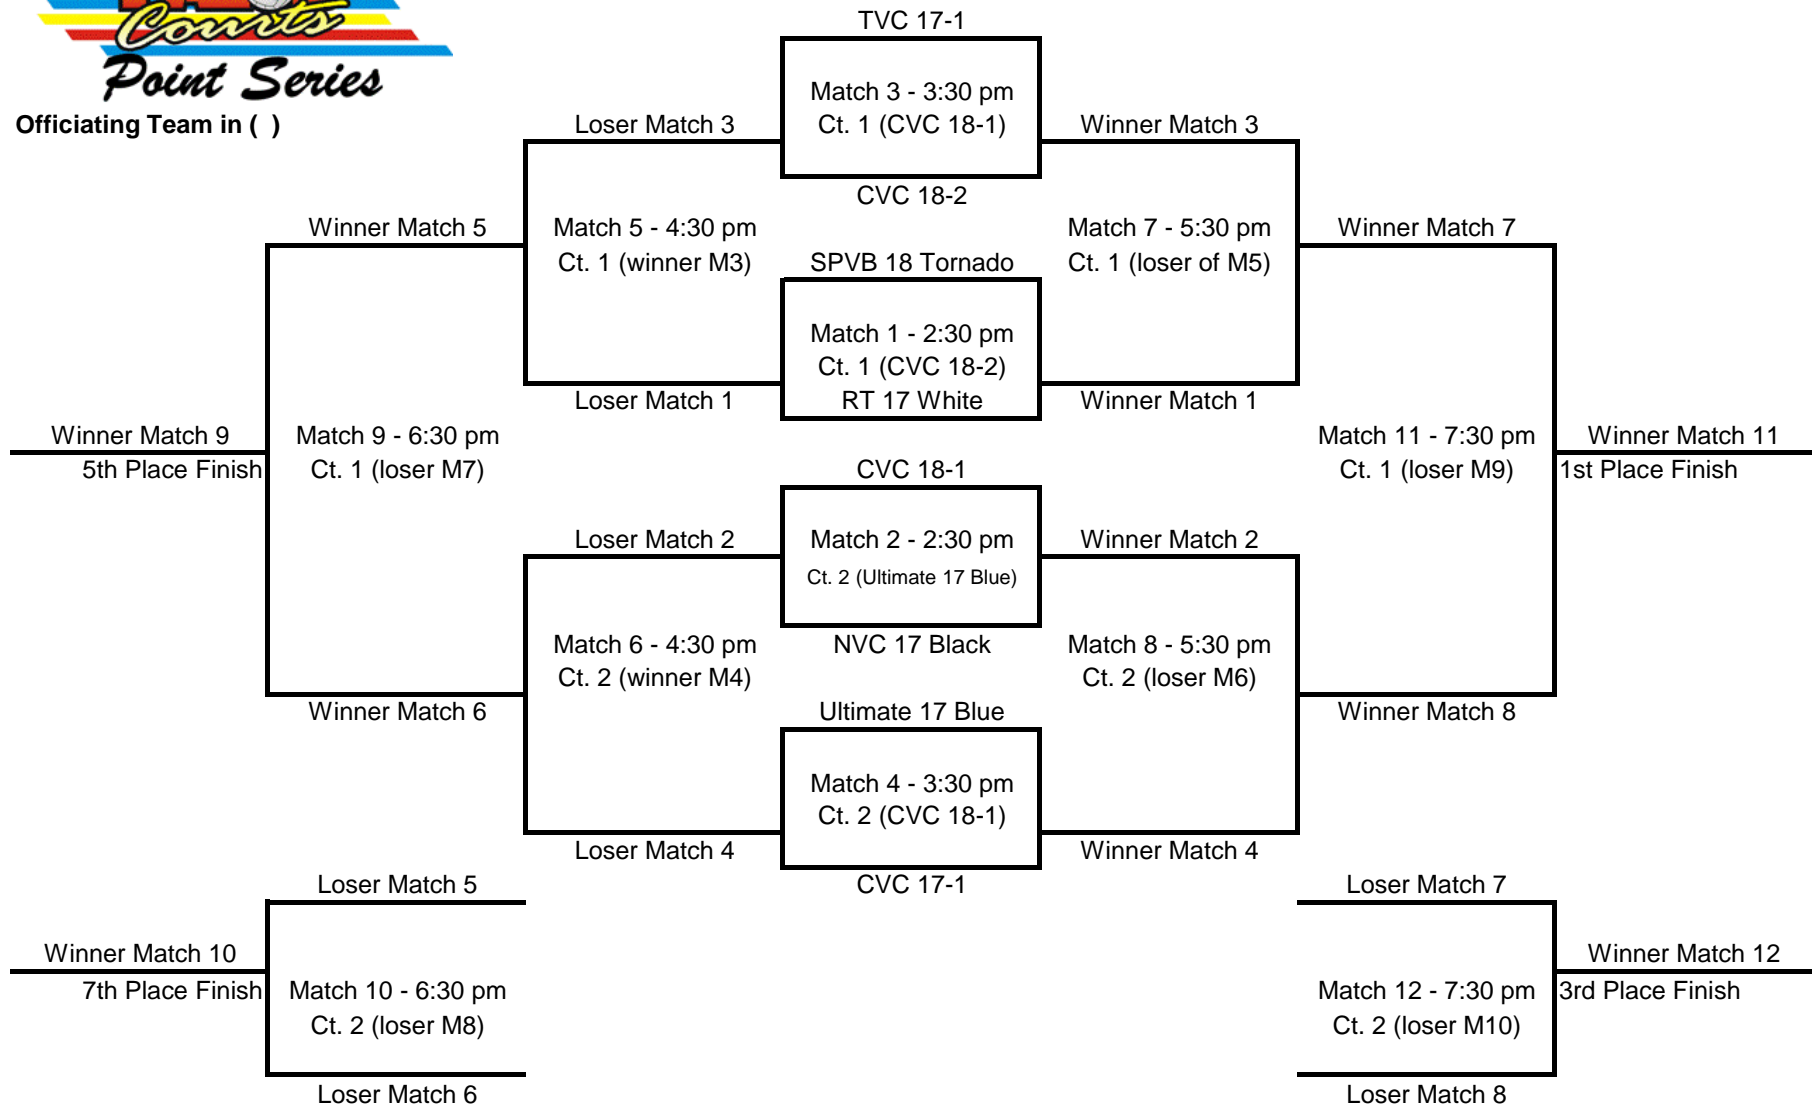 Courts
Point Series
Officiating Team in ( )
TVC 17-1
Match 3 - 3:30 pm
Ct. 1 (CVC 18-1)
CVC 18-2
Loser Match 3
Winner Match 3
Winner Match 5
Match 5 - 4:30 pm
Ct. 1 (winner M3)
SPVB 18 Tornado
Match 7 - 5:30 pm
Ct. 1 (loser of M5)
Winner Match 7
Match 1 - 2:30 pm
Ct. 1 (CVC 18-2)
RT 17 White
Loser Match 1
Winner Match 1
Winner Match 9
5th Place Finish
Match 9 - 6:30 pm
Ct. 1 (loser M7)
CVC 18-1
Match 11 - 7:30 pm
Ct. 1 (loser M9)
Winner Match 11
1st Place Finish
Loser Match 2
Match 2 - 2:30 pm
Ct. 2 (Ultimate 17 Blue)
Winner Match 2
NVC 17 Black
Match 6 - 4:30 pm
Ct. 2 (winner M4)
Match 8 - 5:30 pm
Ct. 2 (loser M6)
Winner Match 6
Ultimate 17 Blue
Winner Match 8
Match 4 - 3:30 pm
Ct. 2 (CVC 18-1)
Loser Match 4
Winner Match 4
CVC 17-1
Loser Match 5
Loser Match 7
Winner Match 10
7th Place Finish
Match 10 - 6:30 pm
Ct. 2 (loser M8)
Match 12 - 7:30 pm
Ct. 2 (loser M10)
Winner Match 12
3rd Place Finish
Loser Match 6
Loser Match 8